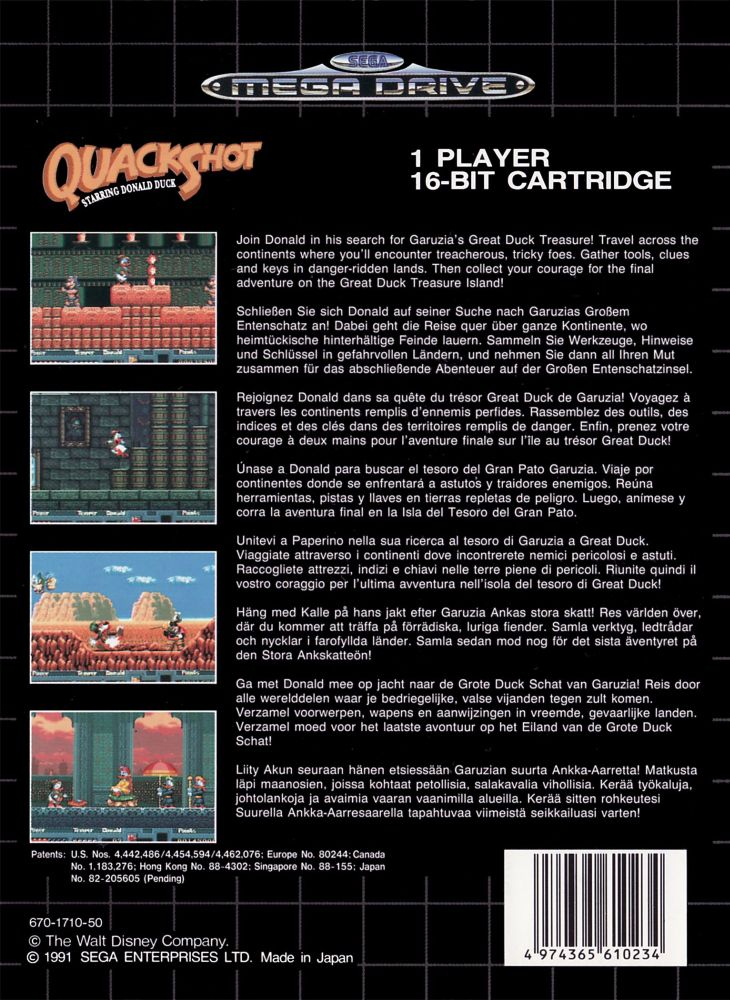 SEGA
MEGA DRIVE
QUACKSHOT
STARRING DONALD DUCK
1 PLAYER
16-BIT CARTRIDGE
Join Donald in his search for Garuzia's Great Duck Treasure! Travel across the
continents where you'll encounter treacherous, tricky foes. Gather tools, clues
and keys in danger-ridden lands. Then collect your courage for the final
adventure on the Great Duck Treasure Island!
Schließen Sie sich Donald auf seiner Suche nach Garuzias Großem
Entenschatz an! Dabei geht die Reise quer über ganze Kontinente, wo
heimtückische hinterhältige Feinde lauern. Sammeln Sie Werkzeuge, Hinweise
und Schlüssel in gefahrvollen Ländern, und nehmen Sie dann all Ihren Mut
zusammen für das abschließende Abenteuer auf der Großen Entenschatzinsel.
Rejoignez Donald dans sa quête du trésor Great Duck de Garuzia! Voyagez à
travers les continents remplis d'ennemis perfides. Rassemblez des outils, des
indices et des clés dans des territoires remplis de danger. Enfin, prenez votre
courage à deux mains pour l'aventure finale sur l'île au trésor Great Duck!
Únase a Donald para buscar el tesoro del Gran Pato Garuzia. Viaje por
continentes donde se enfrentará a astutos y traidores enemigos. Reúna
herramientas, pistas y llaves en tierras repletas de peligro. Luego, anímese y
corra la aventura final en la Isla del Tesoro del Gran Pato.
Unitevi a Paperino nella sua ricerca al tesoro di Garuzia a Great Duck.
Viaggiate attraverso i continenti dove incontrerete nemici pericolosi e astuti.
Raccogliete attrezzi, indizi e chiavi nelle terre piene di pericoli. Riunite quindi il
vostro coraggio per l'ultima avventura nell'isola del tesoro di Great Duck!
Häng med Kalle på hans jakt efter Garuzia Ankas stora skatt! Res världen över,
där du kommer att träffa på förrädiska, luriga fiender. Samla verktyg, ledtrådar
och nycklar i farofyllda länder. Samla sedan mod nog för det sista äventyret på
den Stora Ankskatteön!
Ga met Donald mee op jacht naar de Grote Duck Schat van Garuzia! Reis door
alle werelddelen waar je bedriegelijke, valse vijanden tegen zult komen.
Verzamel voorwerpen, wapens en aanwijzingen in vreemde, gevaarlijke landen.
Verzamel moed voor het laatste avontuur op het Eiland van de Grote Duck
Schat!
Liity Akun seuraan hänen etsiessään Garuzian suurta Ankka-Aarretta! Matkusta
läpi maanosien, joissa kohtaat petollisia, salakavalia vihollisia. Kerää työkaluja,
johtolankoja ja avaimia vaaran vaanimilla alueilla. Kerää sitten rohkeutesi
Suurella Ankka-Aarresaarella tapahtuvaa viimeistä seikkailuasi varten!
Power Temper Donald Points
Power Temper Donald Points
Power Temper Donald Points
Power Temper Donald Points
Patents: U.S. Nos. 4,442,486/4,454,594/4,462,076; Europe No. 80244; Canada
No. 1,183,276; Hong Kong No. 88-4302; Singapore No. 88-155; Japan
No. 82-205605 (Pending)
670-1710-50
© The Walt Disney Company.
© 1991 SEGA ENTERPRISES LTD. Made in Japan
4 974365 610234